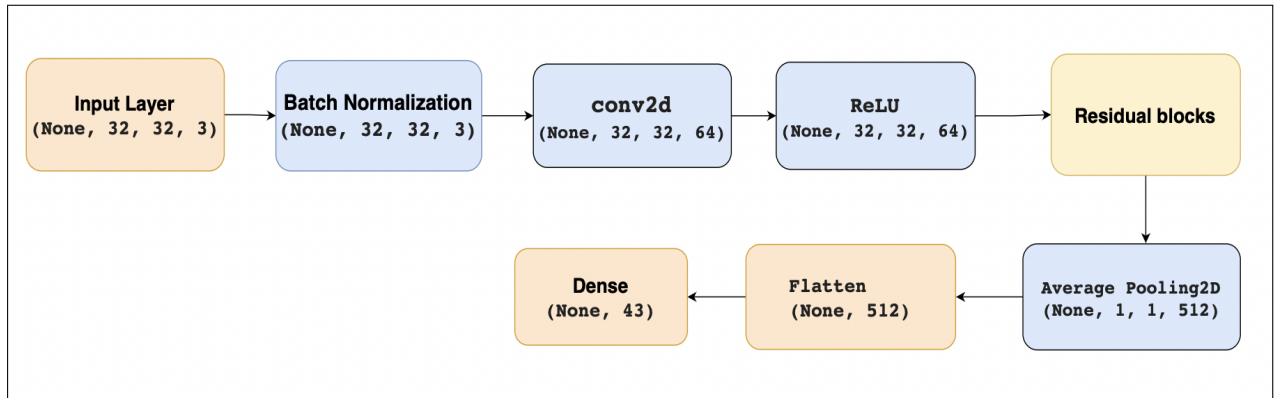 Input Layer
(None, 32, 32, 3)
Batch Normalization
(None, 32, 32, 3)
conv2d
(None, 32, 32, 64)
ReLU
(None, 32, 32, 64)
Residual blocks
Average Pooling2D
(None, 1, 1, 512)
Flatten
(None, 512)
Dense
(None, 43)